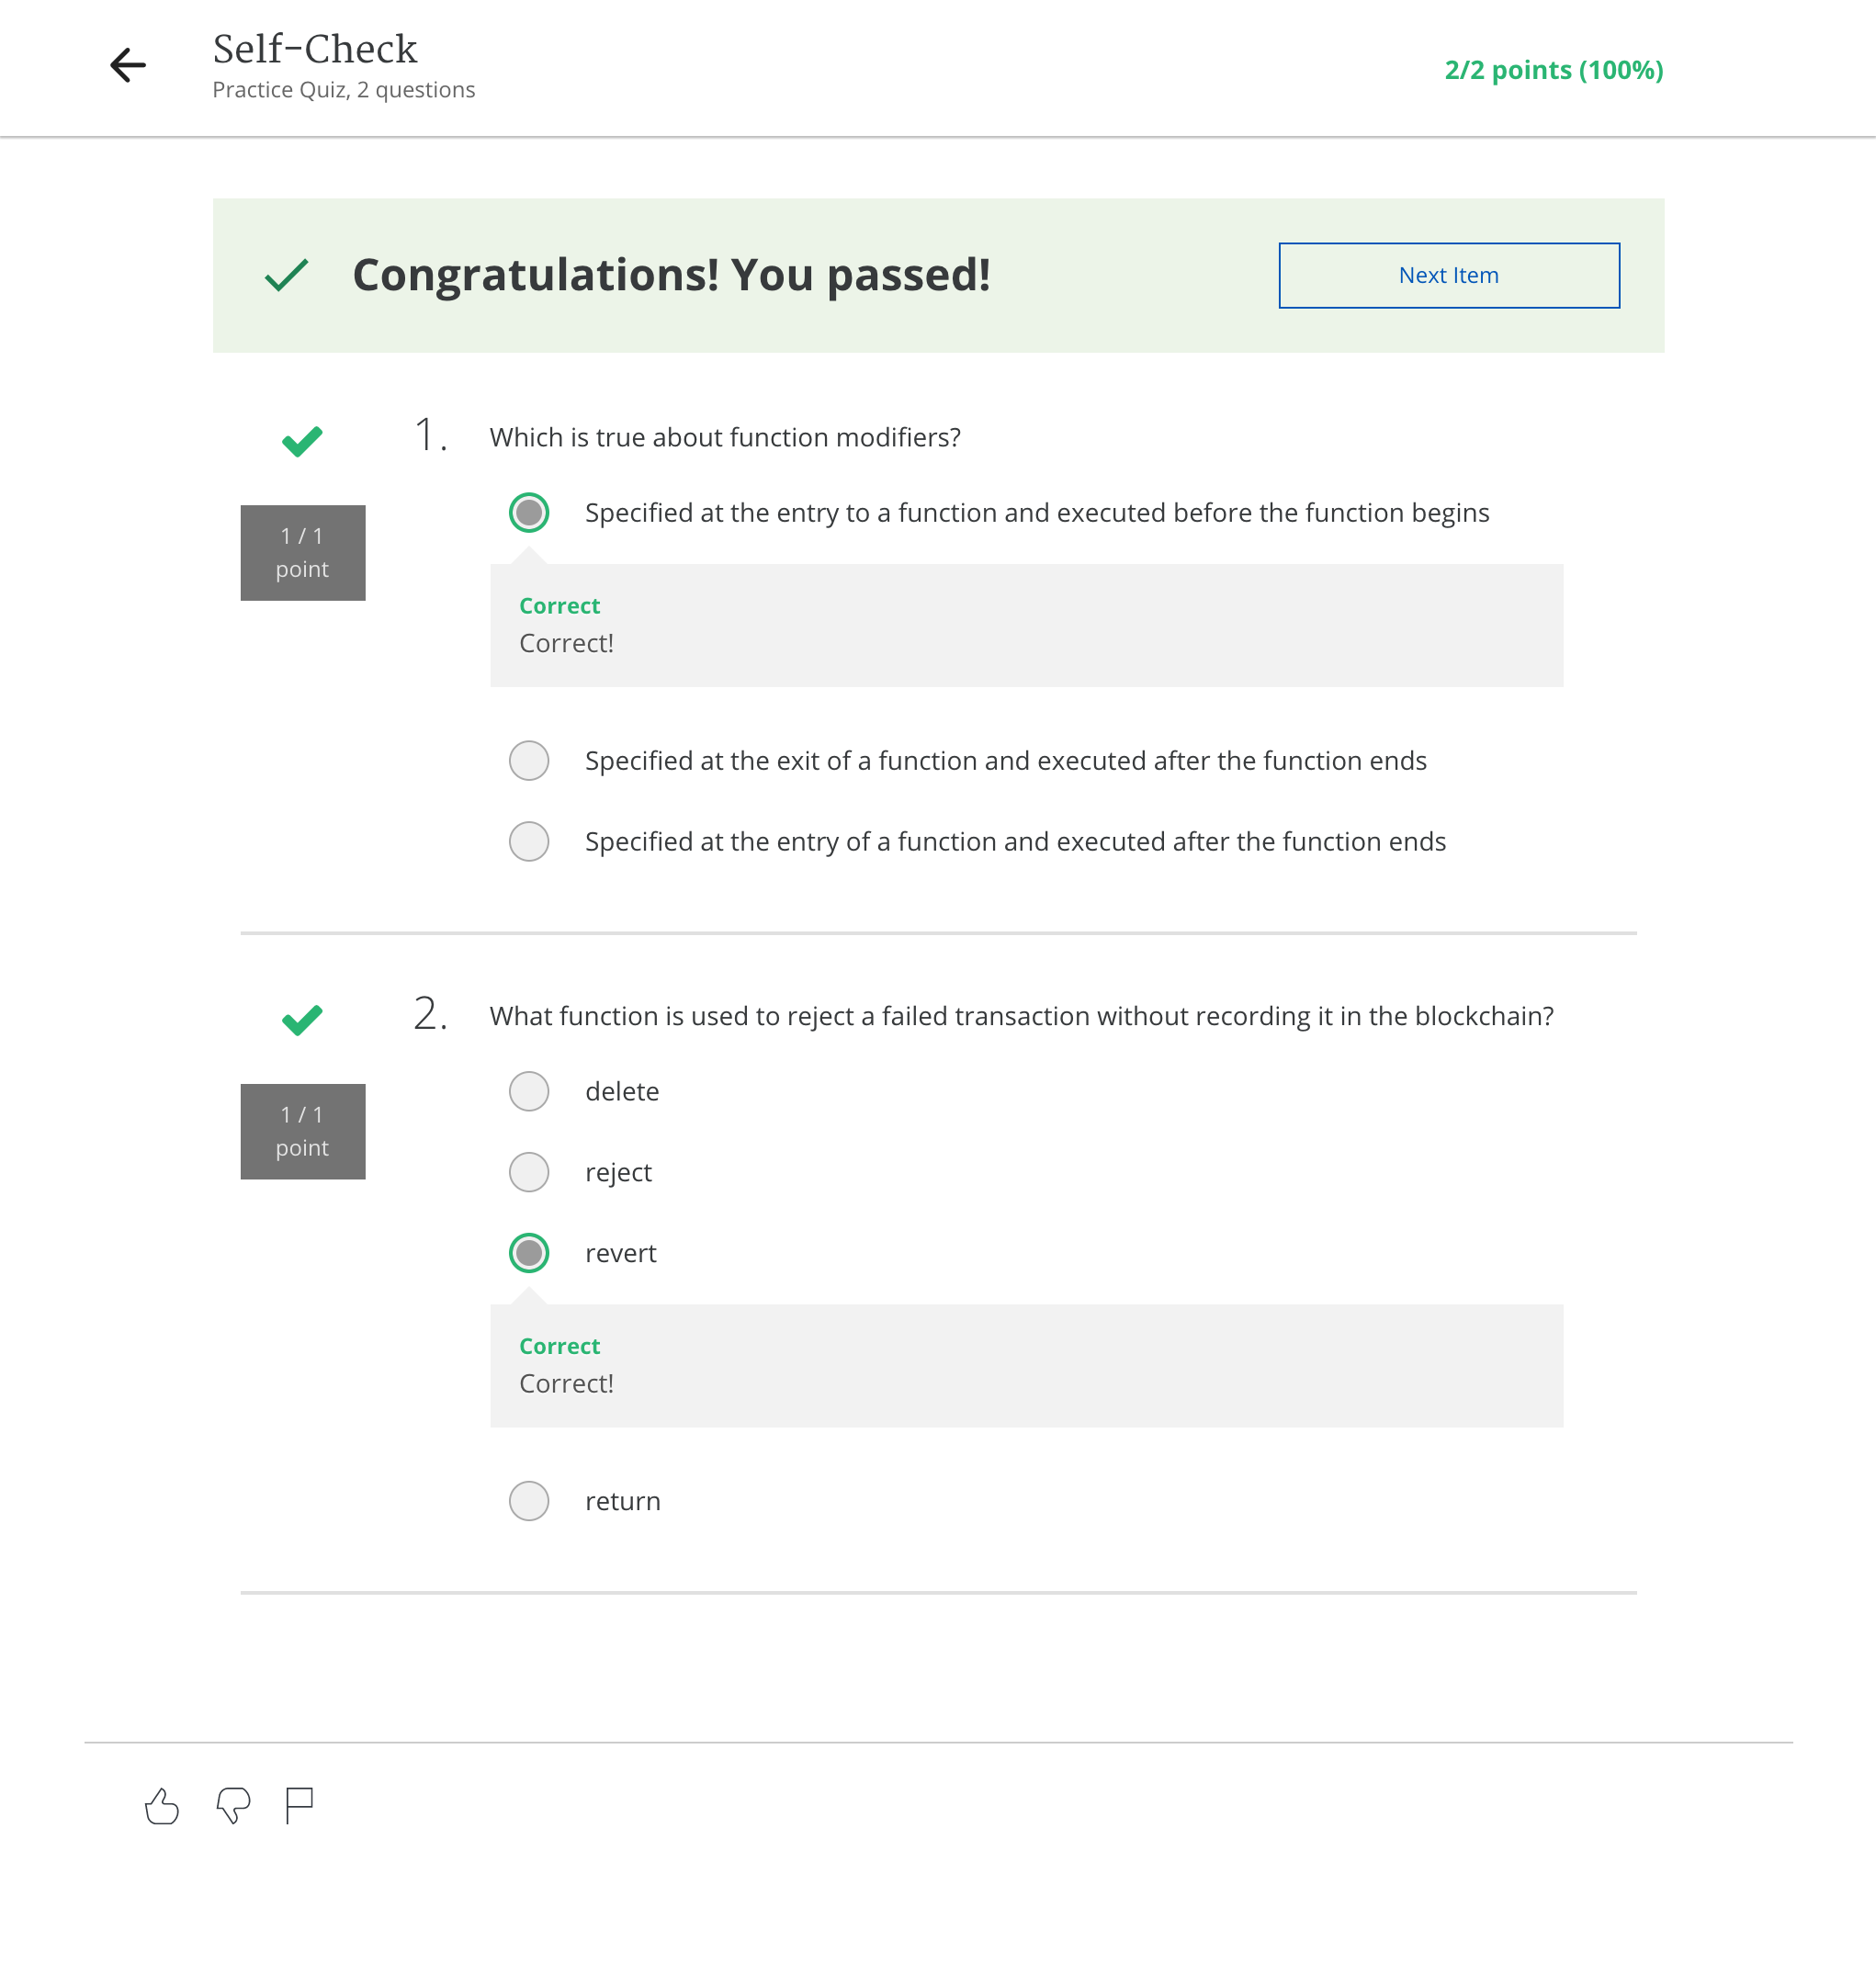 Self-Check
Practice Quiz, 2 questions
2/2 points (100%)
Congratulations! You passed!
Next Item
1.
Which is true about function modifiers?
1 / 1
point
Specified at the entry to a function and executed before the function begins
Correct
Correct!
Specified at the exit of a function and executed after the function ends
Specified at the entry of a function and executed after the function ends
2.
What function is used to reject a failed transaction without recording it in the blockchain?
1 / 1
point
delete
reject
revert
Correct
Correct!
return